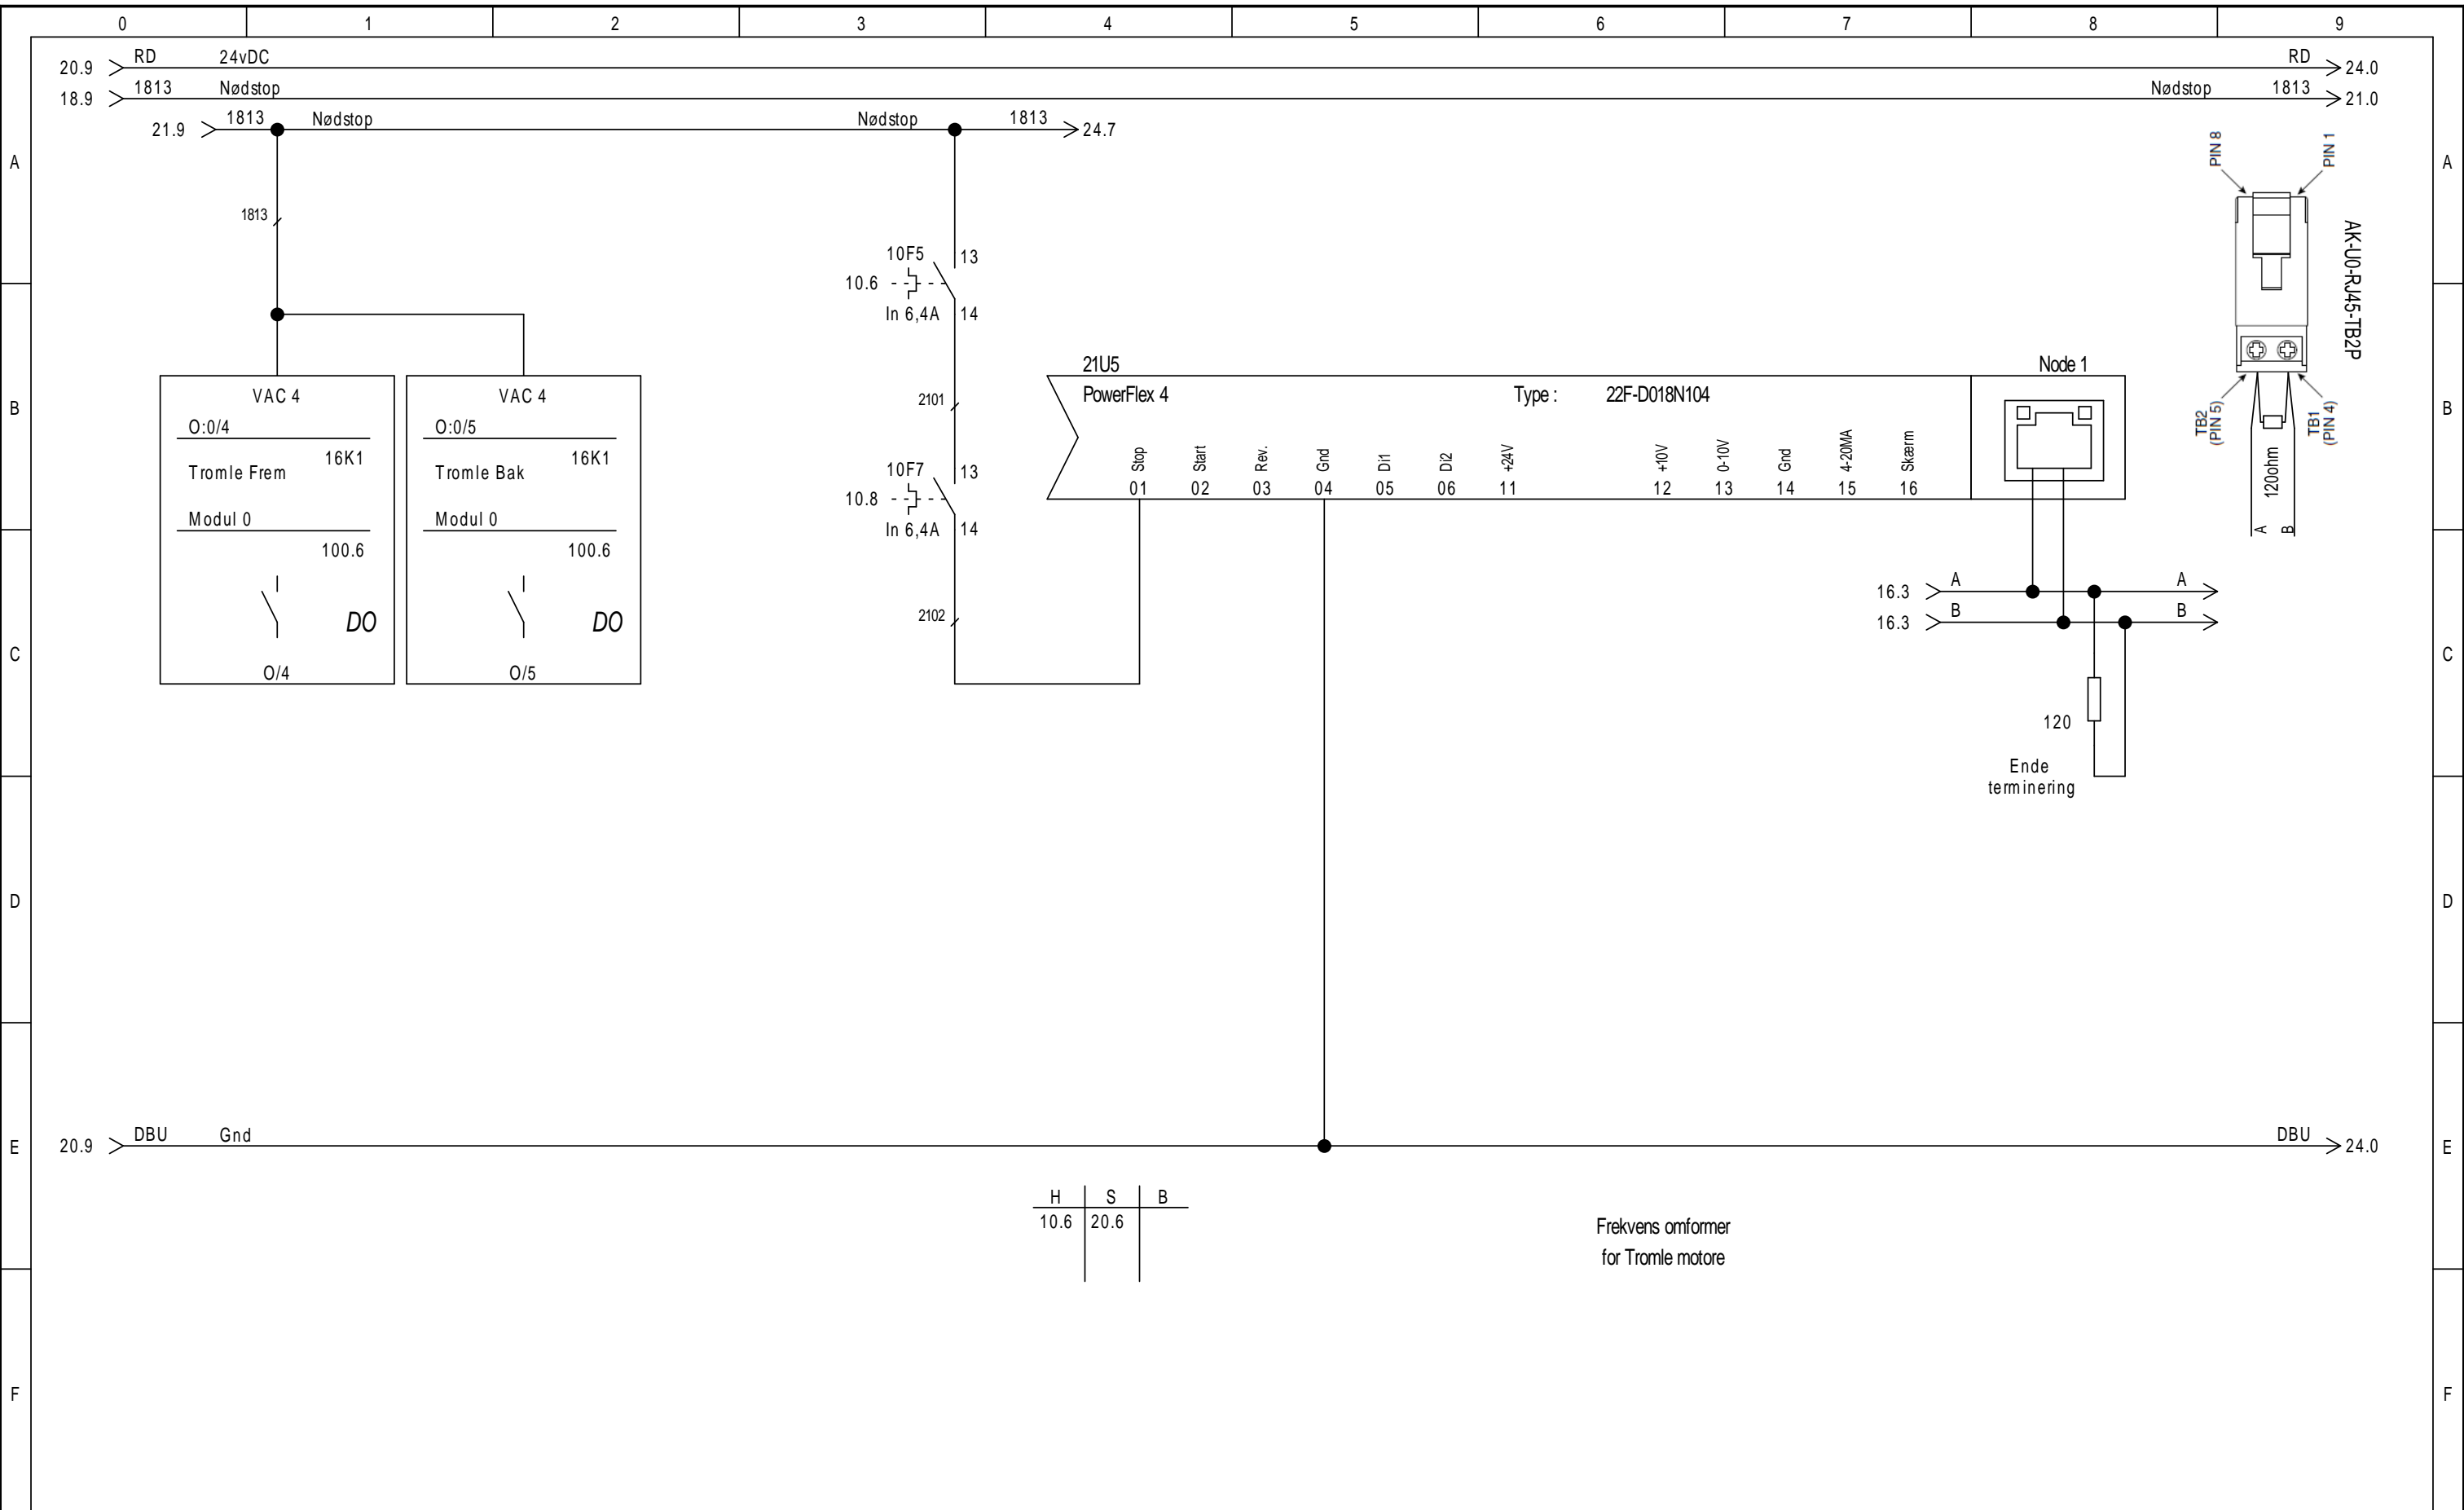 0 1 2 3 4 5 6 7 8 9
20.9 RD 24vDC RD 24.0
18.9 1813 Nødstop Nødstop 1813 21.0
21.9 1813 Nødstop Nødstop 1813 24.7
A A
PIN 8 PIN 1
1813
AK-U0-RJ45-TB2P
10F5 13
10.6
In 6,4A 14
21U5 Node 1
B B
VAC 4 VAC 4
PowerFlex 4 Type : 22F-D018N104
2101
O:0/4 O:0/5
TB2 (PIN 5) TB1 (PIN 4)
16K1 16K1
Tromle Frem Tromle Bak
10F7 13
Stop Start Rev. Gnd Di1 Di2 +24V +10V 0-10V Gnd 4-20MA Skærm
01 02 03 04 05 06 11 12 13 14 15 16
120ohm
10.8
Modul 0 Modul 0
In 6,4A 14
A B
100.6 100.6
16.3 A A
16.3 B B
2102
DO DO
C C
O/4 O/5
120
Ende
terminering
D D
20.9 DBU Gnd DBU 24.0
E E
H S B
10.6 20.6
Frekvens omformer
for Tromle motore
F F